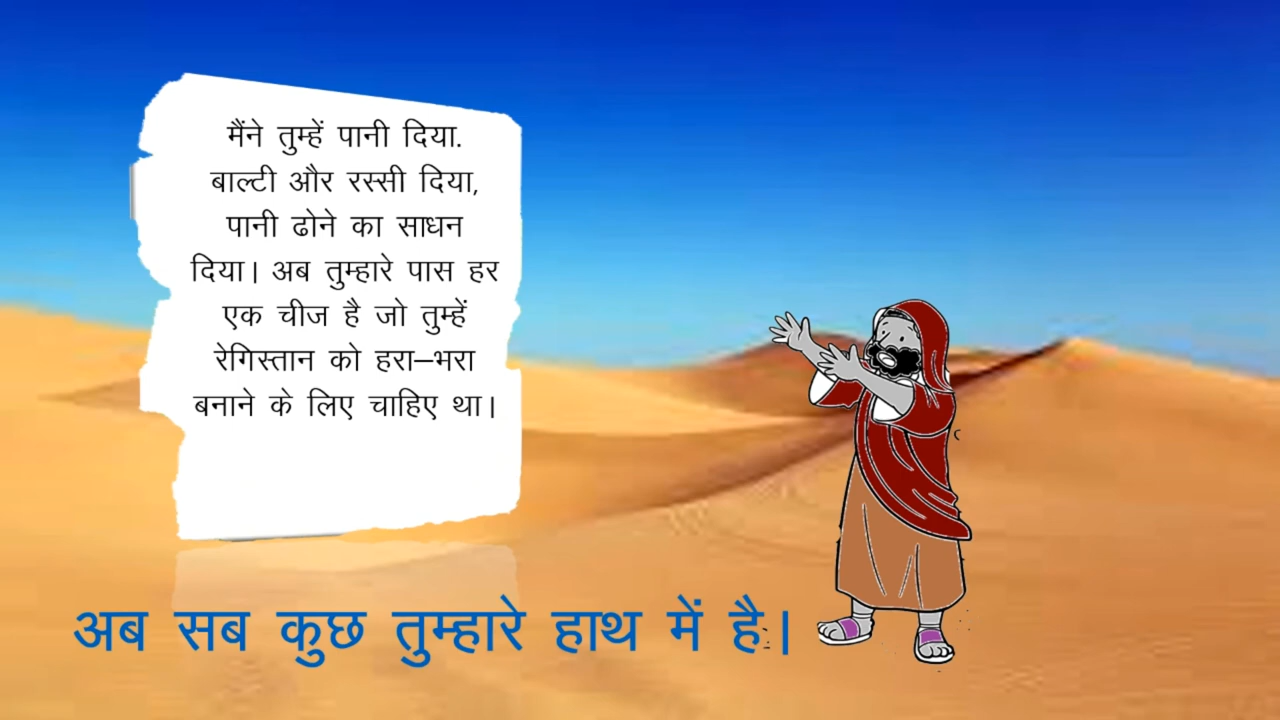 मैंने तुम्हें पानी दिया.
बाल्टी और रस्सी दिया,
पानी ढोने का साधन
दिया। अब तुम्हारे पास हर
एक चीज है जो तुम्हें
रेगिस्तान को हरा–भरा
बनाने के लिए चाहिए था।
अब सब कुछ तुम्हारे हाथ में है।